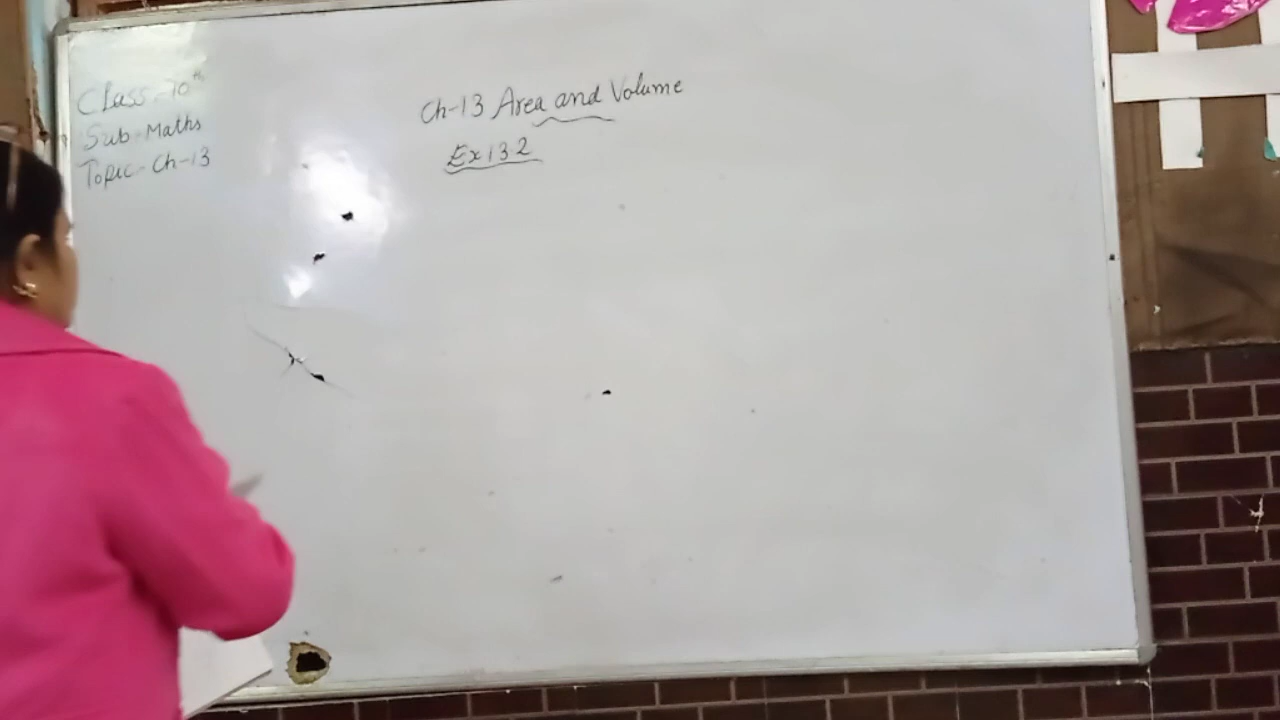 Class-10th
Sub-Maths
Topic-Ch-13
Ch-13 Area and Volume
Ex 13.2